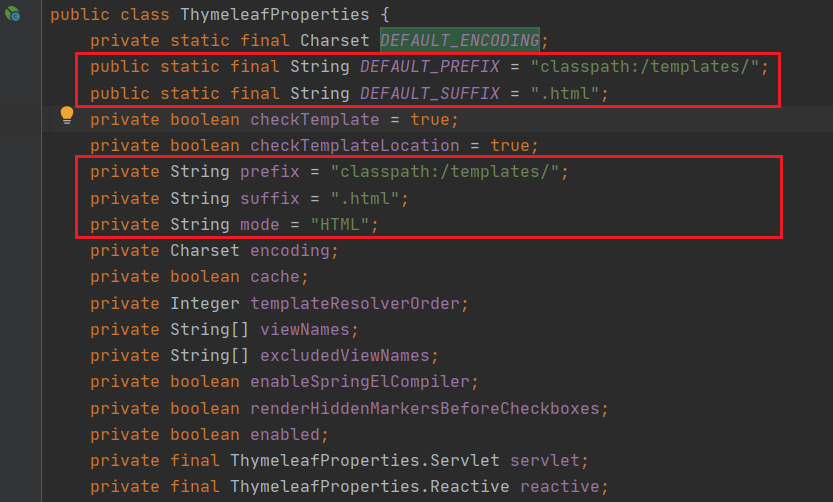 public class ThymeleafProperties {
private static final Charset DEFAULT_ENCODING;
public static final String DEFAULT_PREFIX = "classpath:/templates/";
public static final String DEFAULT_SUFFIX = ".html";
private boolean checkTemplate = true;
private boolean checkTemplateLocation = true;
private String prefix = "classpath:/templates/";
private String suffix = ".html";
private String mode = "HTML";
private Charset encoding;
private boolean cache;
private Integer templateResolverOrder;
private String[] viewNames;
private String[] excludedViewNames;
private boolean enableSpringElCompiler;
private boolean renderHiddenMarkersBeforeCheckboxes;
private boolean enabled;
private final ThymeleafProperties.Servlet servlet;
private final ThymeleafProperties.Reactive reactive;